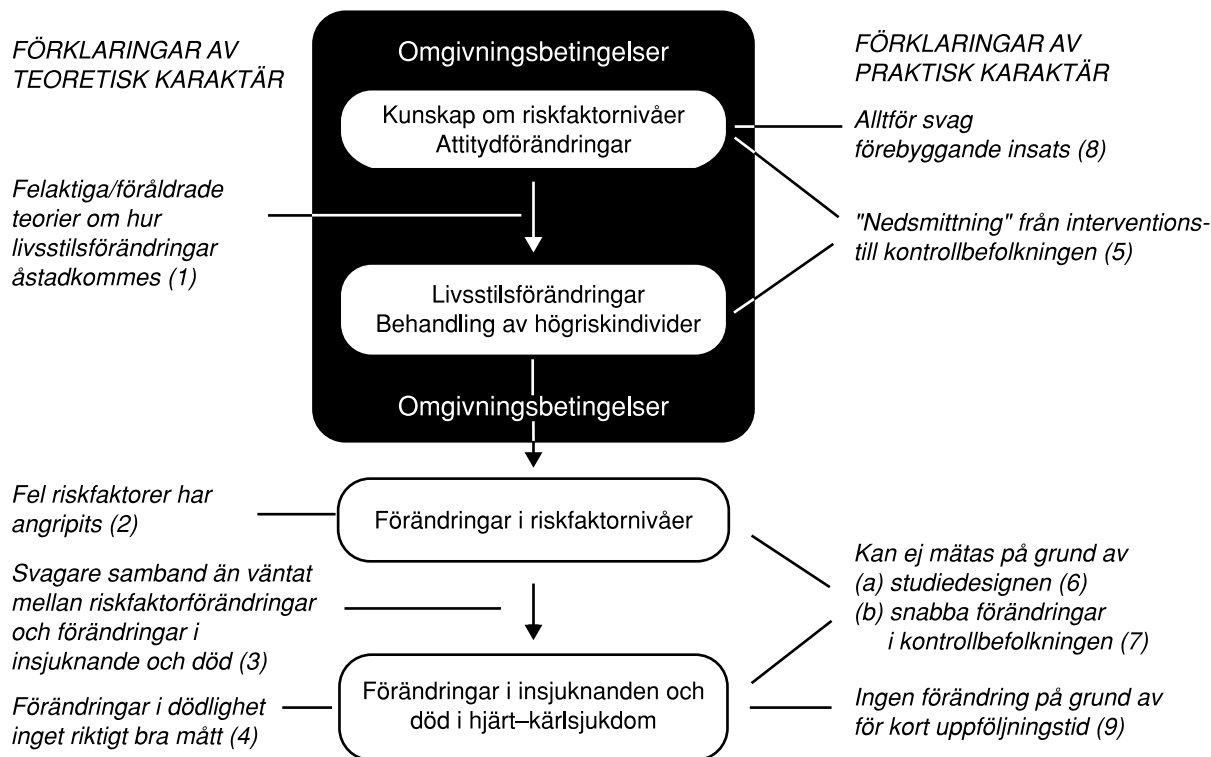 FÖRKLARINGAR AV
TEORETISK KARAKTÄR
Omgivningsbetingelser
FÖRKLARINGAR AV
PRAKTISK KARAKTÄR
Kunskap om riskfaktornivåer
Attitydförändringar
Alltför svag
förebyggande insats (8)
Felaktiga/föråldrade
teorier om hur
livsstilsförändringar
åstadkommes (1)
"Nedsmittning" från interventions-
till kontrollbefolkningen (5)
Livsstilsförändringar
Behandling av högriskindivider
Omgivningsbetingelser
Fel riskfaktorer har
angripits (2)
Förändringar i riskfaktornivåer
Svagare samband än väntat
mellan riskfaktorförändringar
och förändringar i
insjuknande och död (3)
Kan ej mätas på grund av
(a) studiedesignen (6)
(b) snabba förändringar
i kontrollbefolkningen (7)
Förändringar i dödlighet
inget riktigt bra mått (4)
Förändringar i insjuknanden och
död i hjärt–kärlsjukdom
Ingen förändring på grund av
för kort uppföljningstid (9)